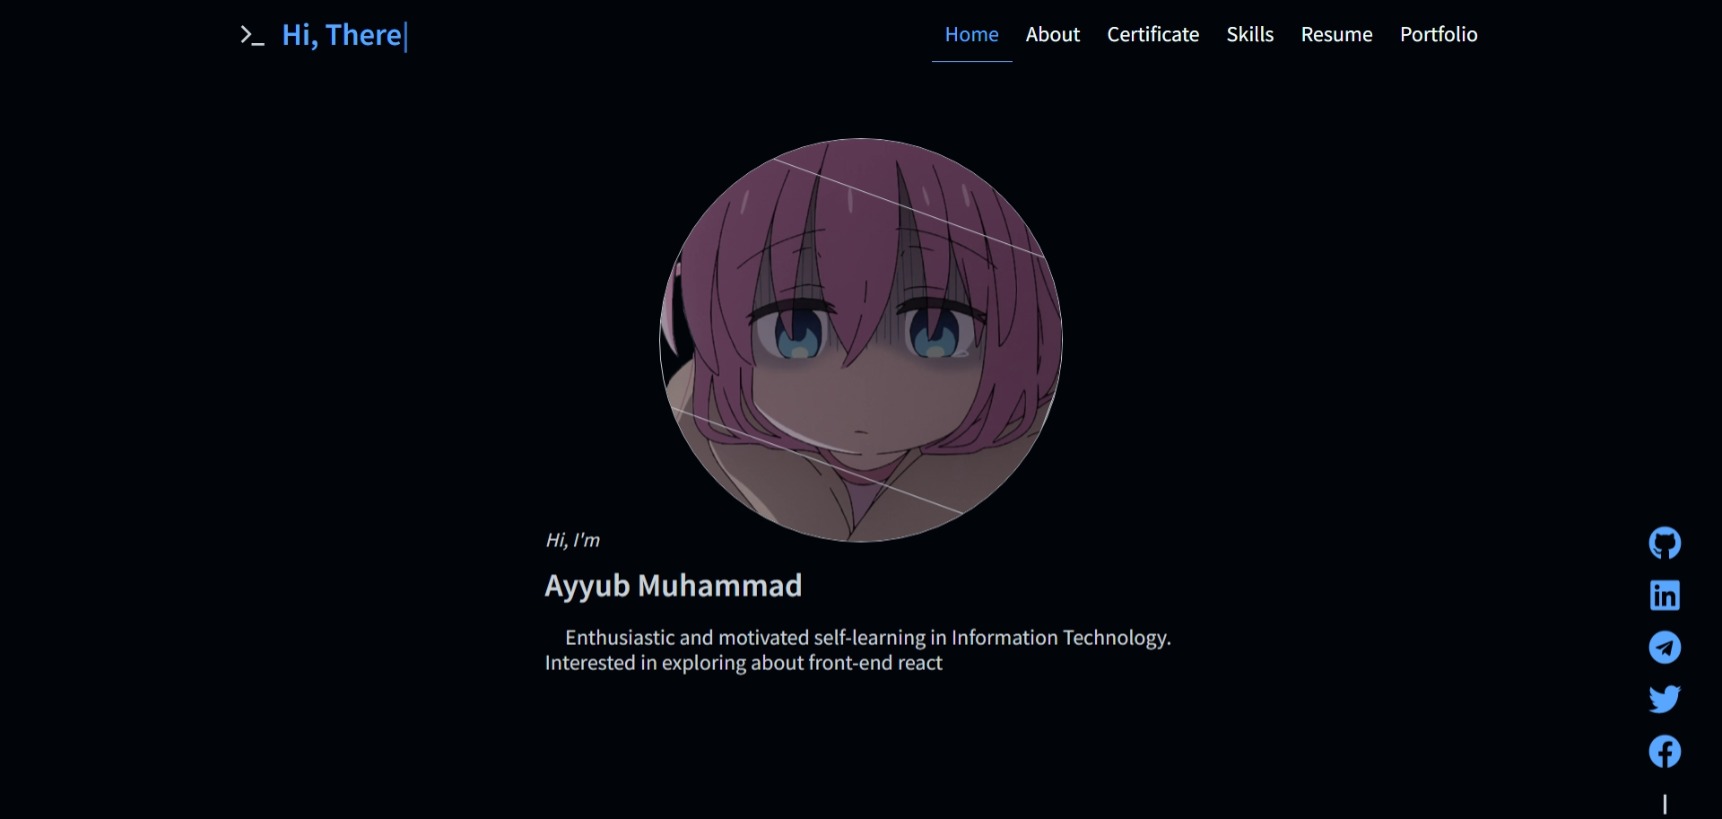 >_ Hi, There|
Home About Certificate Skills Resume Portfolio
Hi, I'm
Ayyub Muhammad
Enthusiastic and motivated self-learning in Information Technology.
Interested in exploring about front-end react
in